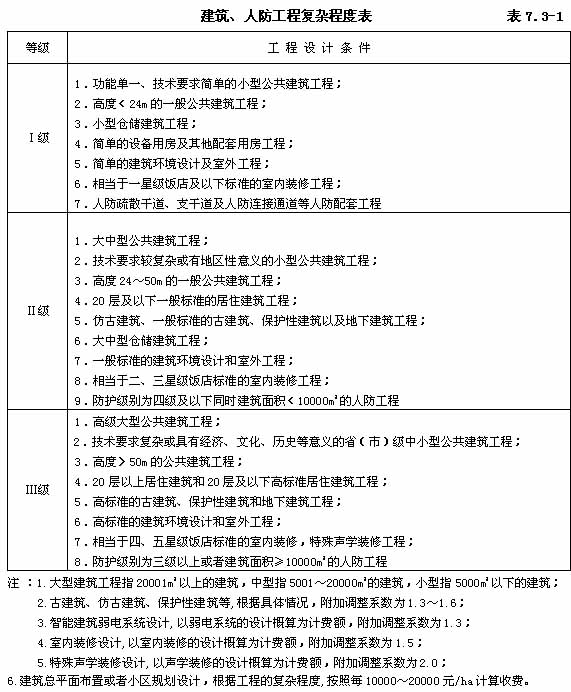 建筑、人防工程复杂程度表 表 7.3-1
等级 工 程 设 计 条 件
Ⅰ级
1．功能单一、技术要求简单的小型公共建筑工程；
2．高度＜24m的一般公共建筑工程；
3．小型仓储建筑工程；
4．简单的设备用房及其他配套用房工程；
5．简单的建筑环境设计及室外工程；
6．相当于一星级饭店及以下标准的室内装修工程；
7．人防疏散干道、支干道及人防连接通道等人防配套工程
Ⅱ级
1．大中型公共建筑工程；
2．技术要求较复杂或有地区性意义的小型公共建筑工程；
3．高度24～50m的一般公共建筑工程；
4．20层及以下一般标准的居住建筑工程；
5．仿古建筑、一般标准的古建筑、保护性建筑以及地下建筑工程；
6．大中型仓储建筑工程；
7．一般标准的建筑环境设计和室外工程；
8．相当于二、三星级饭店标准的室内装修工程；
9．防护级别为四级及以下同时建筑面积＜10000㎡的人防工程
Ⅲ级
1．高级大型公共建筑工程；
2．技术要求复杂或具有经济、文化、历史等意义的省（市）级中小型公共建筑工程；
3．高度＞50m的公共建筑工程；
4．20层以上居住建筑和20层及以下高标准居住建筑工程；
5．高标准的古建筑、保护性建筑和地下建筑工程；
6．高标准的建筑环境设计和室外工程；
7．相当于四、五星级饭店标准的室内装修，特殊声学装修工程；
8．防护级别为三级以上或者建筑面积≥10000㎡的人防工程
注 ：1.大型建筑工程指20001㎡以上的建筑，中型指5001～20000㎡的建筑，小型指5000㎡以下的建筑；
2.古建筑、仿古建筑、保护性建筑等,根据具体情况，附加调整系数为1.3～1.6；
3.智能建筑弱电系统设计,以弱电系统的设计概算为计费额，附加调整系数为1.3；
4.室内装修设计,以室内装修的设计概算为计费额，附加调整系数为1.5；
5.特殊声学装修设计,以声学装修的设计概算为计费额，附加调整系数为2.0；
6.建筑总平面布置或者小区规划设计，根据工程的复杂程度,按照每10000～20000元/ha计算收费。